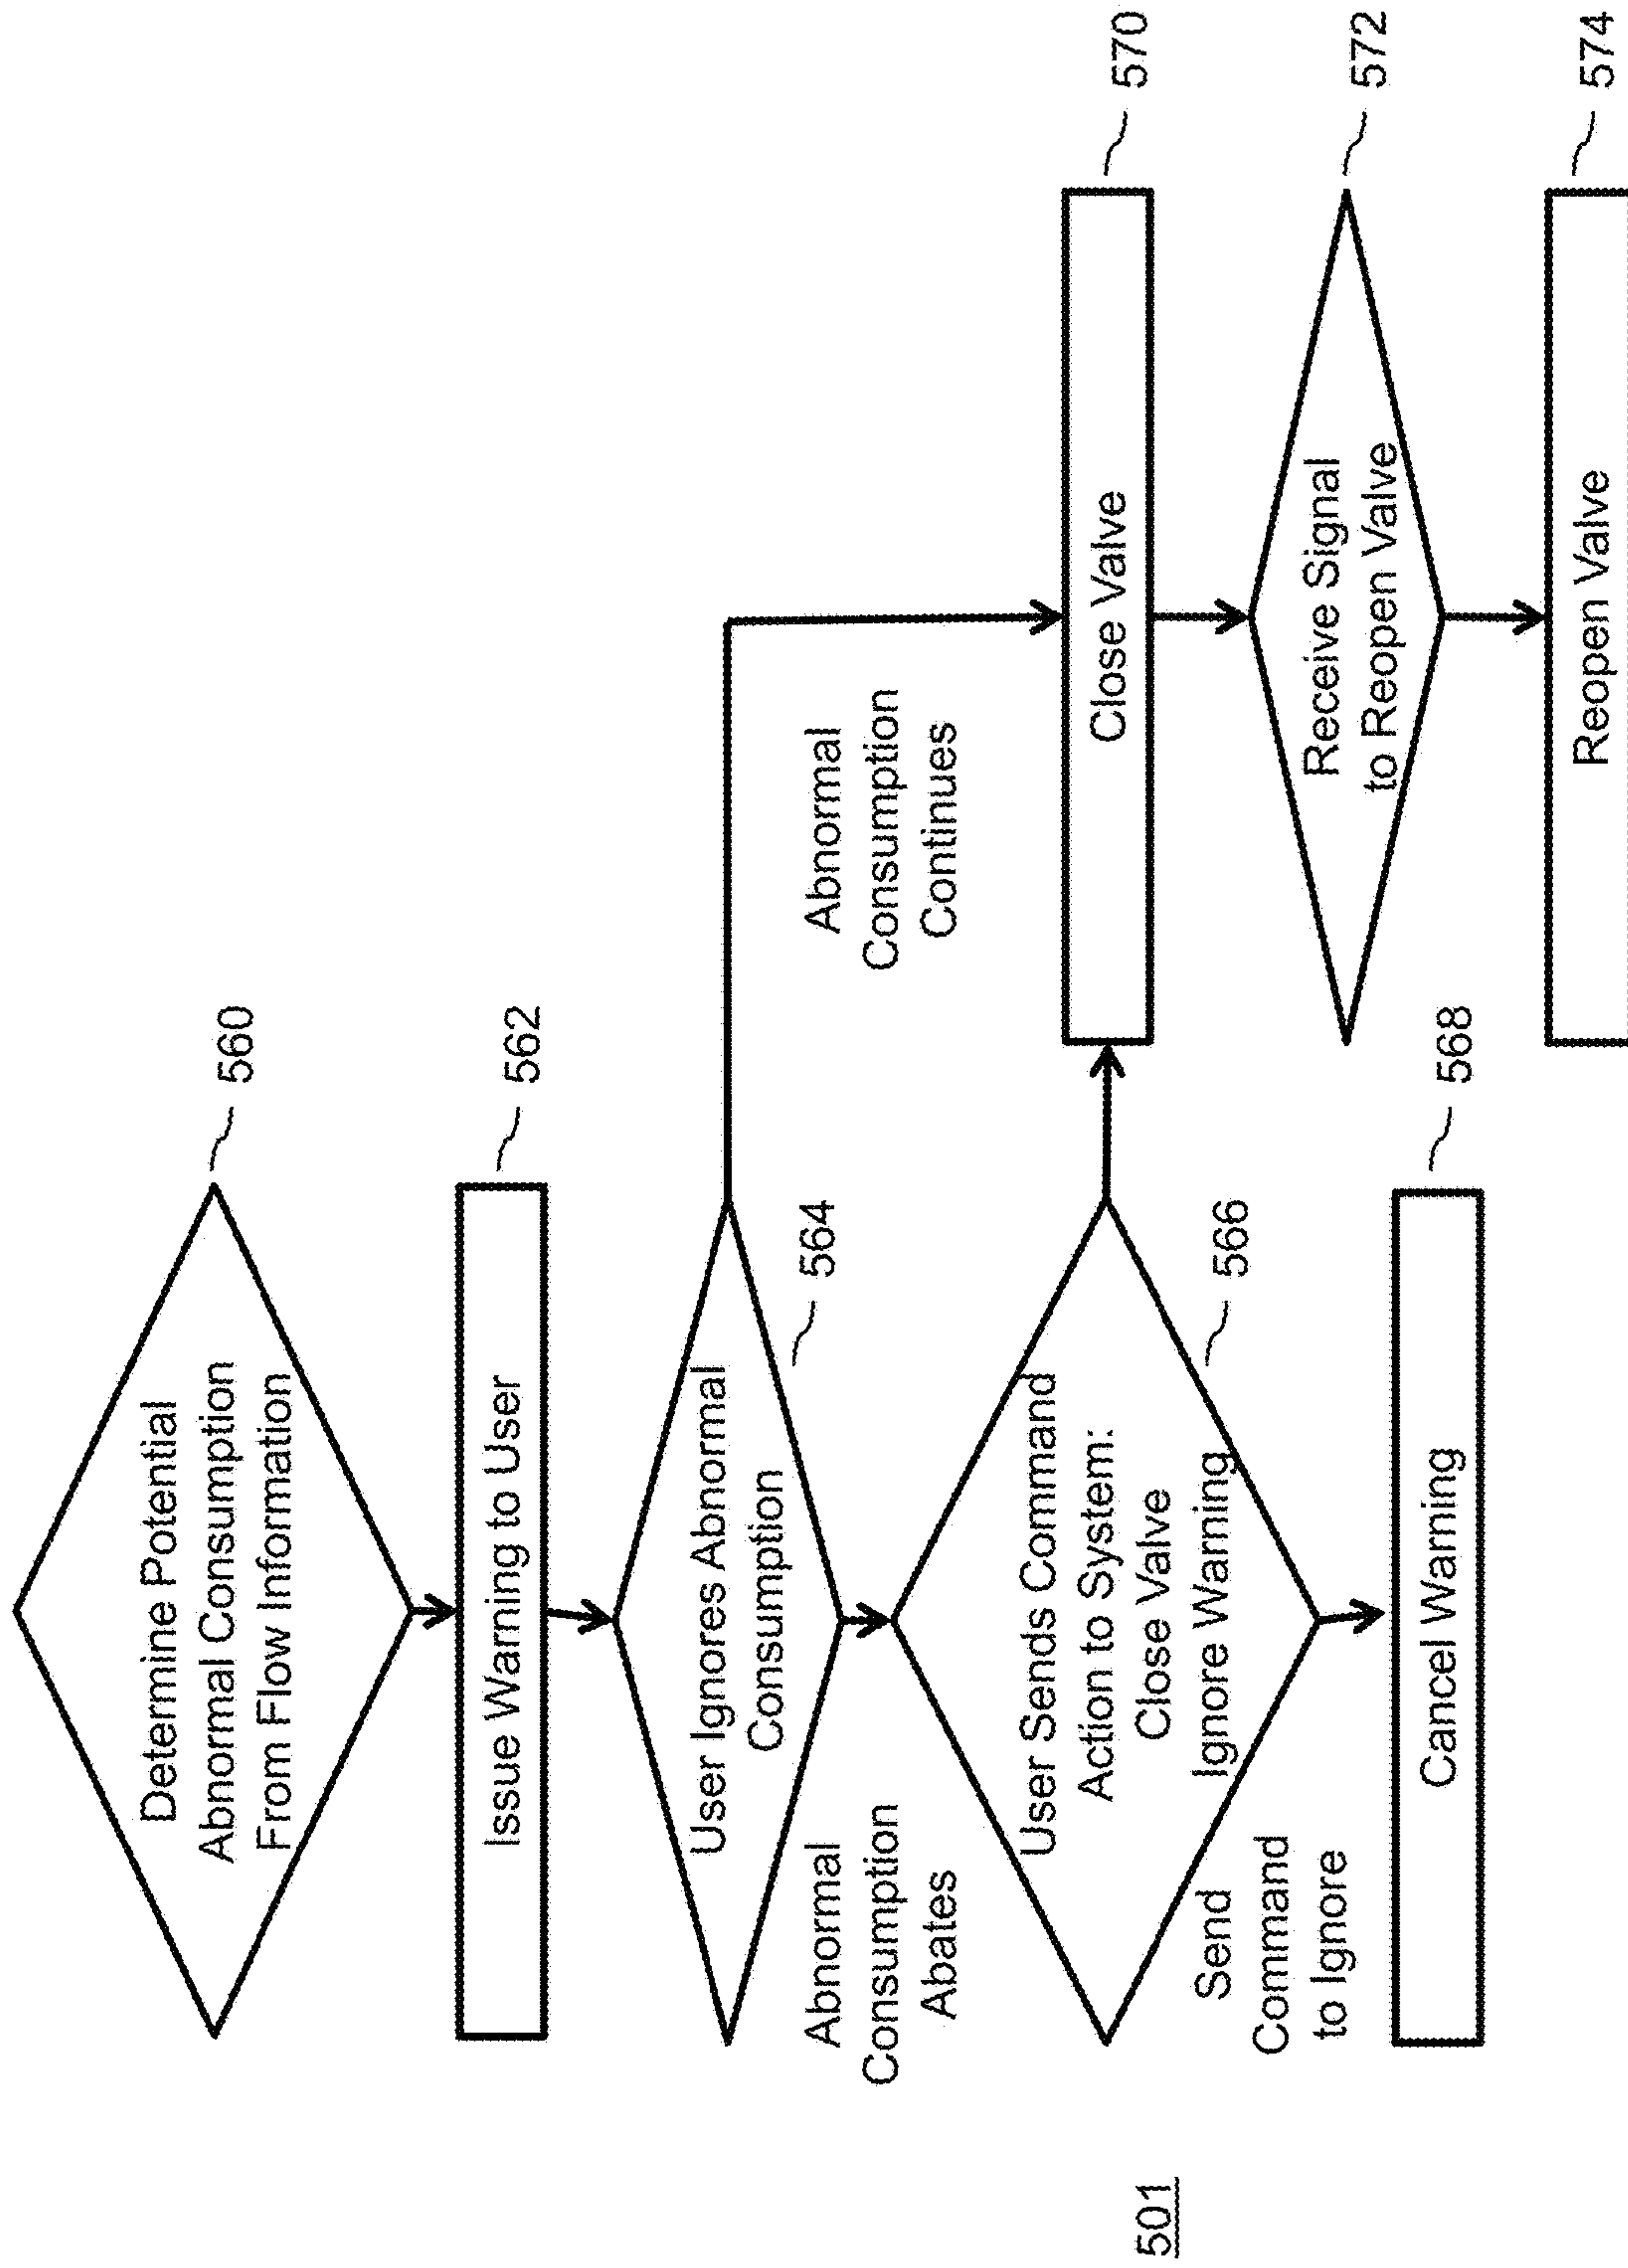 Determine Potential
Abnormal Consumption
From Flow Information
560
Issue Warning to User
562
User Ignores Abnormal
Consumption
564
Abnormal
Consumption
Abates
Abnormal
Consumption
Continues
User Sends Command
Action to System:
Close Valve
Ignore Warning
566
Close Valve
570
Send
Command
to Ignore
Receive Signal
to Reopen Valve
572
Cancel Warning
568
Reopen Valve
574
501